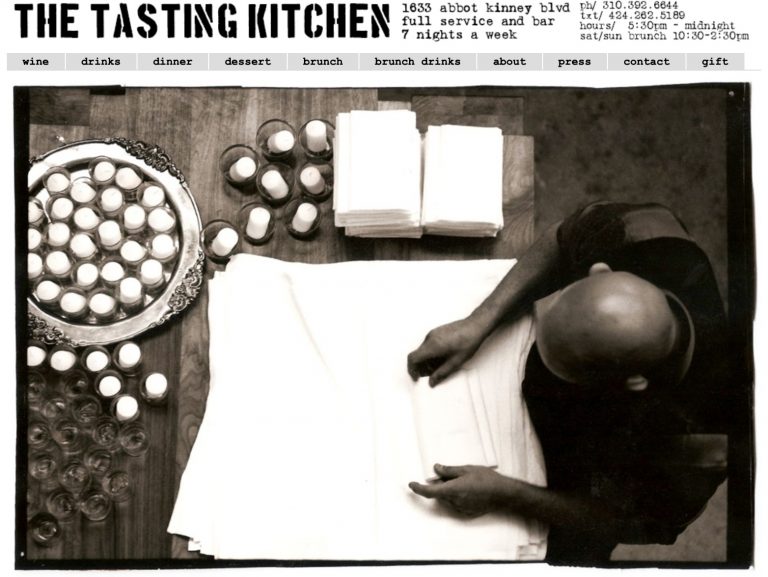 THE TASTING KITCHEN
1633 abbot kinney blvd
full service and bar
7 nights a week
ph/ 310.392.6644
txt/ 424.262.5189
hours/ 5:30pm - midnight
sat/sun brunch 10:30-2:30pm
wine drinks dinner dessert brunch brunch drinks about press contact gift